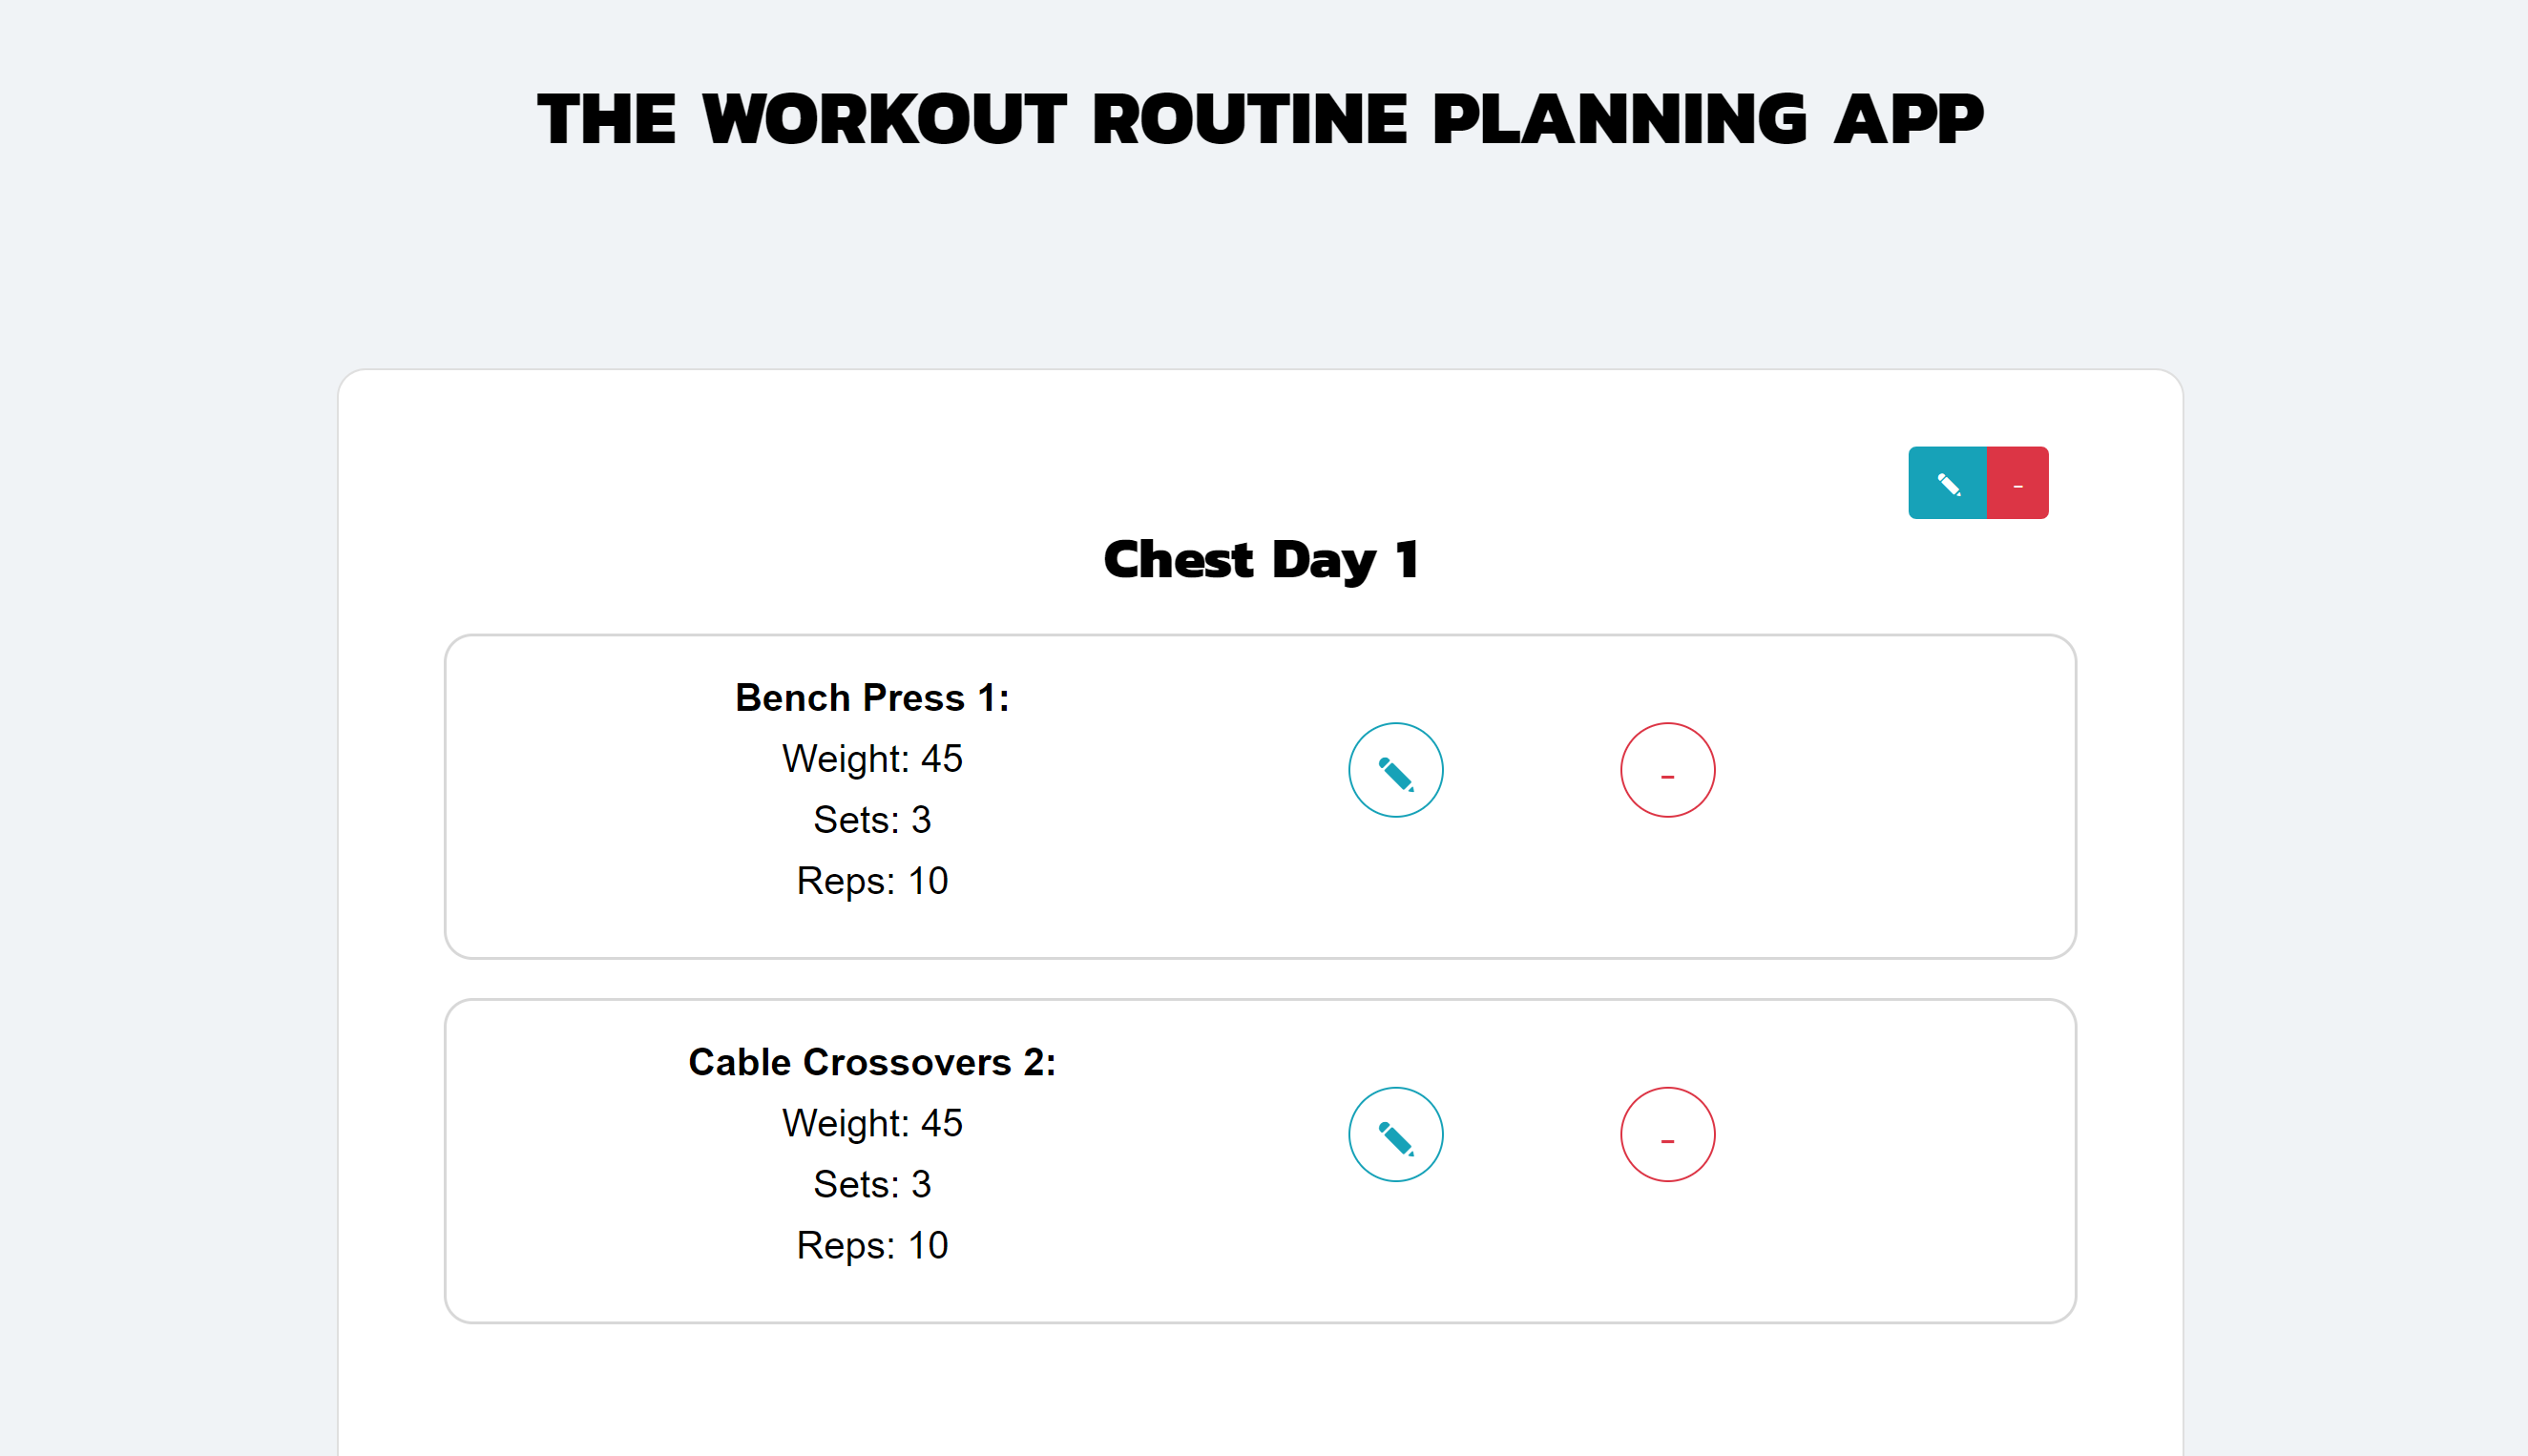 THE WORKOUT ROUTINE PLANNING APP
-
Chest Day 1
Bench Press 1:
Weight: 45
Sets: 3
Reps: 10
-
Cable Crossovers 2:
Weight: 45
Sets: 3
Reps: 10
-